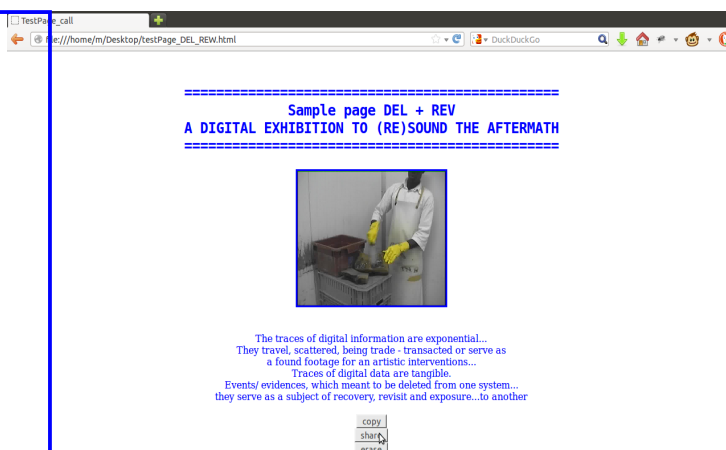 TestPage_call
file:///home/m/Desktop/testPage_DEL_REW.html
DuckDuckGo
===============================================
Sample page DEL + REV
A DIGITAL EXHIBITION TO (RE)SOUND THE AFTERMATH
===============================================
The traces of digital information are exponential...
They travel, scattered, being trade - transacted or serve as
a found footage for an artistic interventions...
Traces of digital data are tangible.
Events/ evidences, which meant to be deleted from one system...
they serve as a subject of recovery, revisit and exposure...to another
copy
share
erase